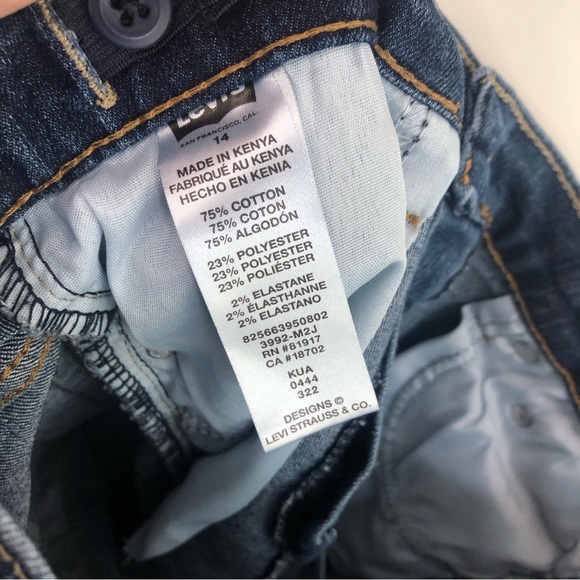 Levi's
SAN FRANCISCO, CAL.
14
MADE IN KENYA
FABRIQUÉ AU KENYA
HECHO EN KENIA
75% COTTON
75% COTON
75% ALGODÓN
23% POLYESTER
23% POLYESTER
23% POLIÉSTER
2% ELASTANE
2% ÉLASTHANNE
2% ELASTANO
825663950802
3992-M2J
RN #81917
CA #18702
KUA
0444
322
DESIGNS ©
LEVI STRAUSS & CO.